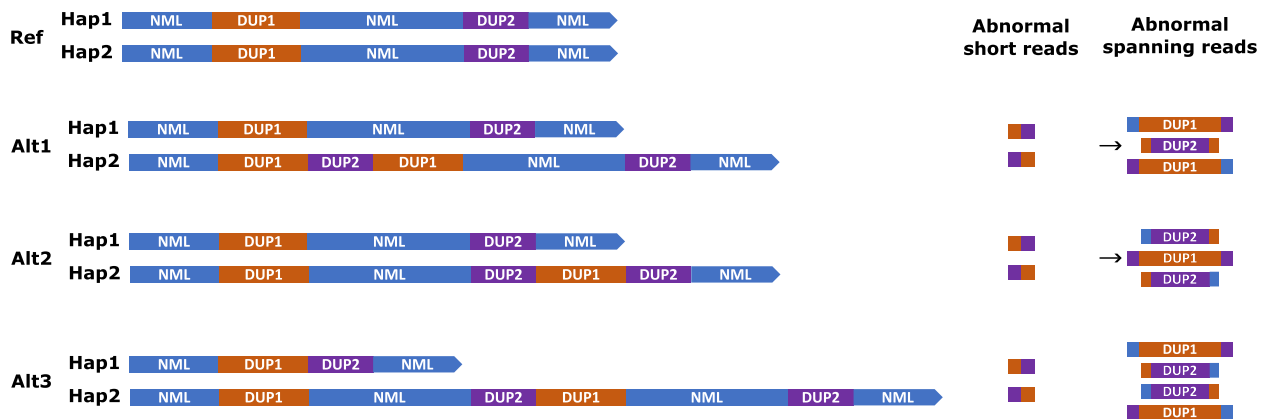 Abnormal short reads
Abnormal spanning reads
Ref
Hap1 NML DUP1 NML DUP2 NML
Hap2 NML DUP1 NML DUP2 NML
Alt1
Hap1 NML DUP1 NML DUP2 NML
Hap2 NML DUP1 DUP2 DUP1 NML DUP2 NML
→
DUP1
DUP2
DUP1
Alt2
Hap1 NML DUP1 NML DUP2 NML
Hap2 NML DUP1 NML DUP2 DUP1 DUP2 NML
→
DUP2
DUP1
DUP2
Alt3
Hap1 NML DUP1 DUP2 NML
Hap2 NML DUP1 NML DUP2 DUP1 NML DUP2 NML
DUP1
DUP2
DUP2
DUP1